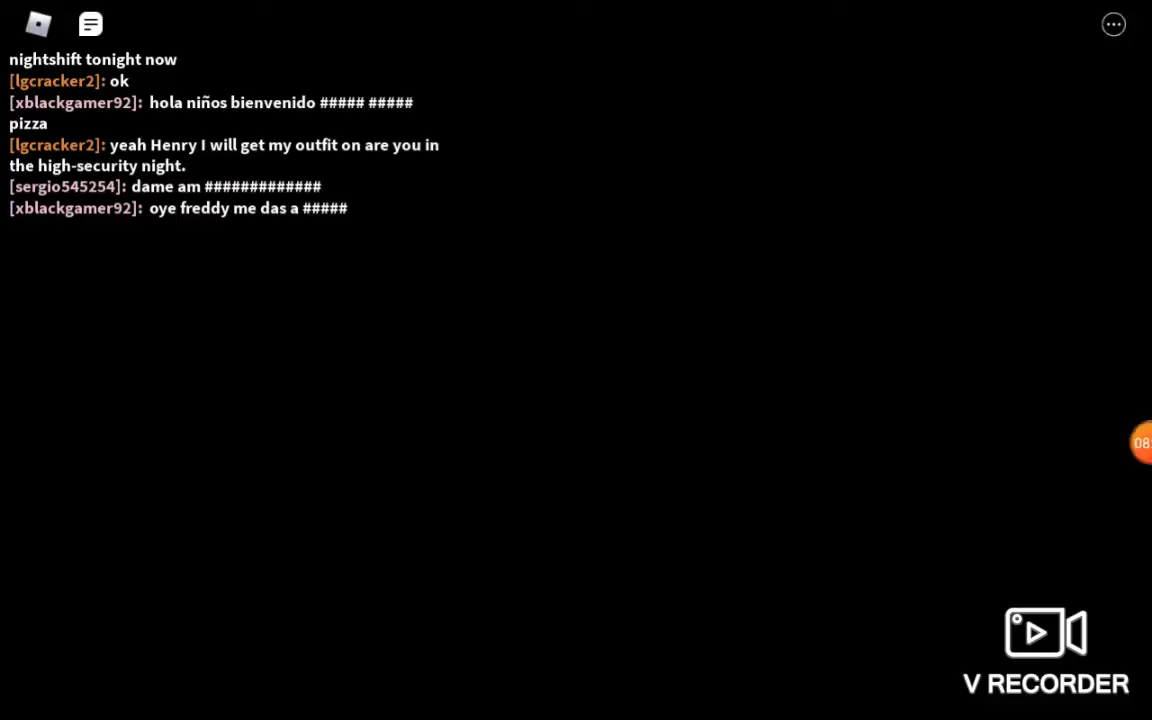 nightshift tonight now
[lgcracker2]: ok
[xblackgamer92]: hola niños bienvenido ##### #####
pizza
[lgcracker2]: yeah Henry I will get my outfit on are you in
the high-security night.
[sergio545254]: dame am #############
[xblackgamer92]: oye freddy me das a #####
08:
V RECORDER